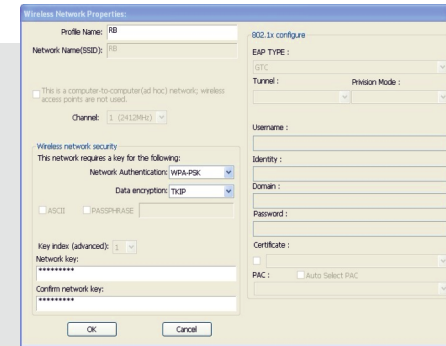 Wireless Network Properties:
Profile Name: RB
Network Name(SSID): RB
This is a computer-to-computer(ad hoc) network; wireless
access points are not used.
Channel: 1 (2412MHz)
Wireless network security
This network requires a key for the following:
Network Authentication: WPA-PSK
Data encryption: TKIP
ASCII PASSPHRASE
Key index (advanced): 1
Network key:
*********
Confirm network key:
*********
OK Cancel
802.1x configure
EAP TYPE :
GTC
Tunnel : Privision Mode :
Username :
Identity :
Domain :
Password :
Certificate :
PAC : Auto Select PAC